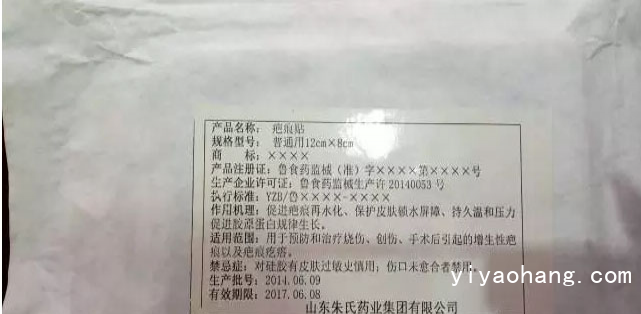 产品名称：疤痕贴
规格型号：普通用12cm×8cm
商　标：××××
产品注册证：鲁食药监械（准）字××××第××××号
生产企业许可证：鲁食药监械生产许20140053号
执行标准：YZB/鲁××××-××××
作用机理：促进疤痕再水化、保护皮肤锁水屏障、持久温和压力
促进胶原蛋白规律生长。
适用范围：用于预防和治疗烧伤、创伤、手术后引起的增生性疤
痕以及疤痕疙瘩。
禁忌症：对硅胶有皮肤过敏史慎用；伤口未愈合者禁用。
生产批号：2014.06.09
有效期限：2017.06.08
山东朱氏药业集团有限公司
yiyaohang.com